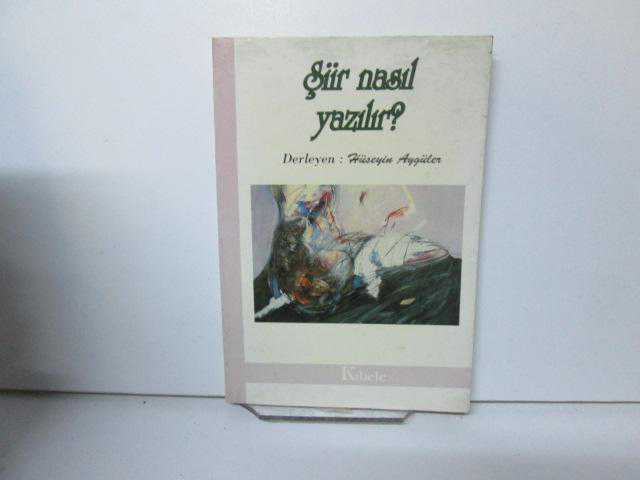 Şiir nasıl
yazılır?
Derleyen : Hüseyin Aygüler
Kibele